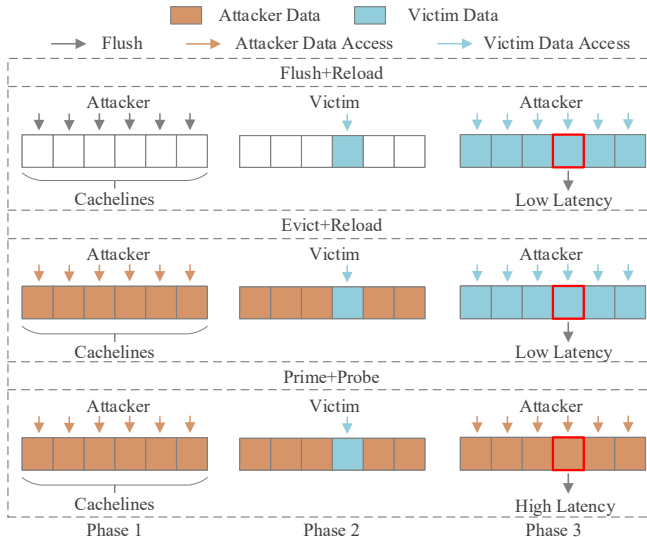 Attacker Data Victim Data
Flush Attacker Data Access Victim Data Access
Flush+Reload
Attacker Victim Attacker
Cachelines Low Latency
Evict+Reload
Attacker Victim Attacker
Cachelines Low Latency
Prime+Probe
Attacker Victim Attacker
Cachelines High Latency
Phase 1 Phase 2 Phase 3